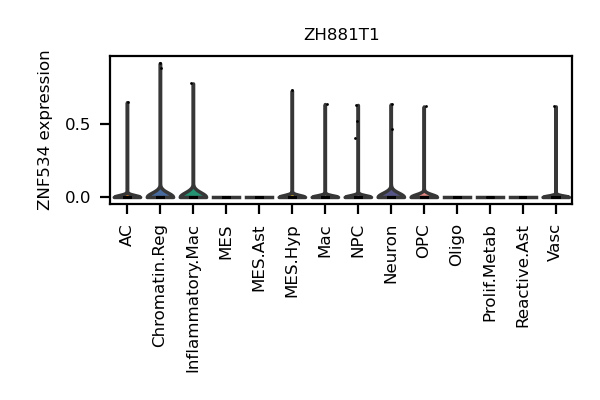 ZH881T1
ZNF534 expression
0.5
0.0
AC
Chromatin.Reg
Inflammatory.Mac
MES
MES.Ast
MES.Hyp
Mac
NPC
Neuron
OPC
Oligo
Prolif.Metab
Reactive.Ast
Vasc